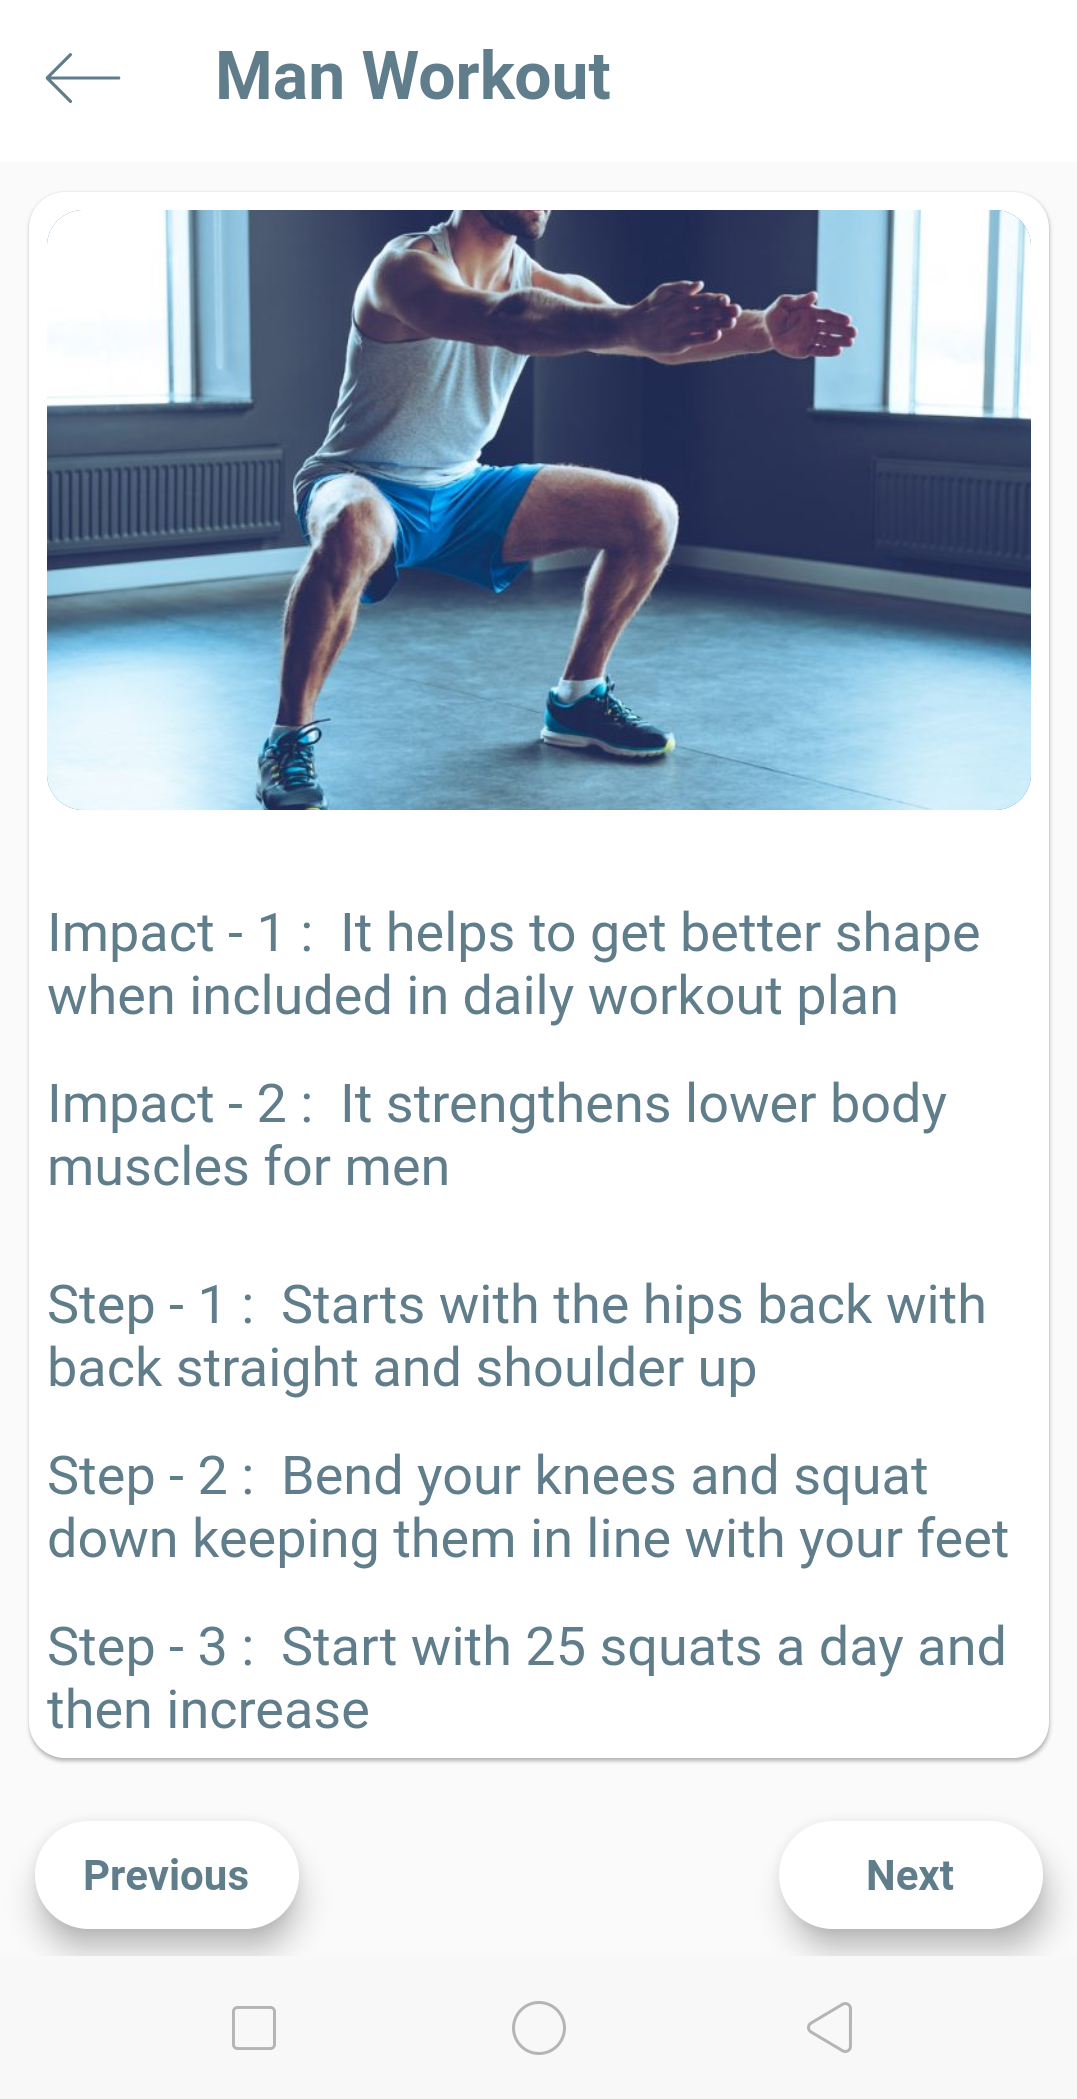 Man Workout
Impact - 1 :  It helps to get better shape
when included in daily workout plan
Impact - 2 :  It strengthens lower body
muscles for men
Step - 1 :  Starts with the hips back with
back straight and shoulder up
Step - 2 :  Bend your knees and squat
down keeping them in line with your feet
Step - 3 :  Start with 25 squats a day and
then increase
Previous
Next